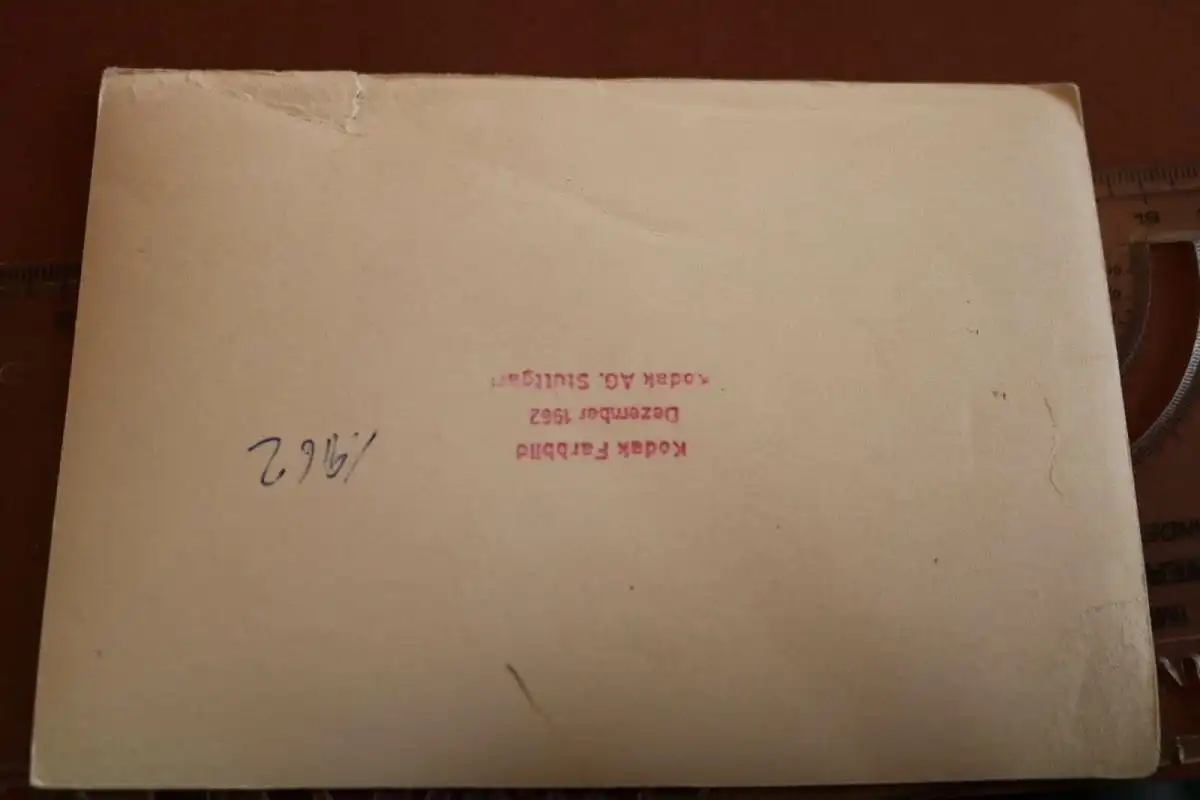 Kodak Farbbild
Dezember 1962
Kodak AG. Stuttgart
1962